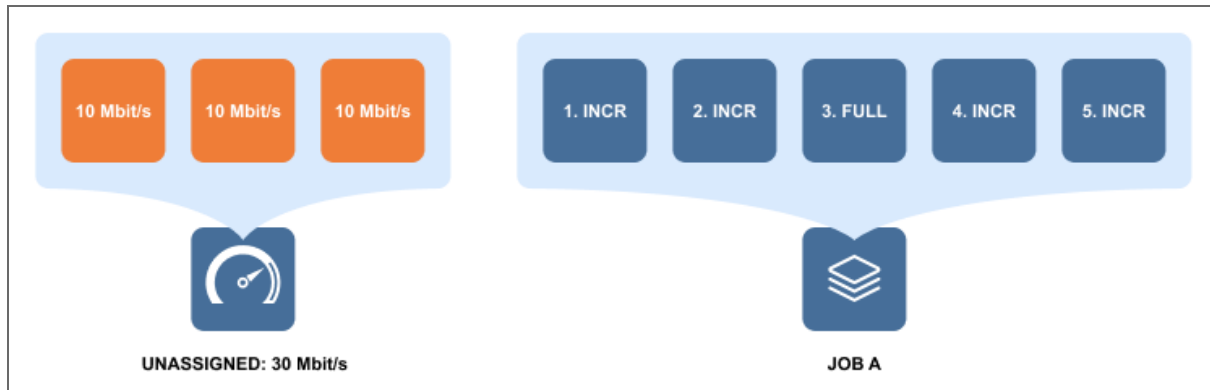 10 Mbit/s
10 Mbit/s
10 Mbit/s
UNASSIGNED: 30 Mbit/s
1. INCR
2. INCR
3. FULL
4. INCR
5. INCR
JOB A